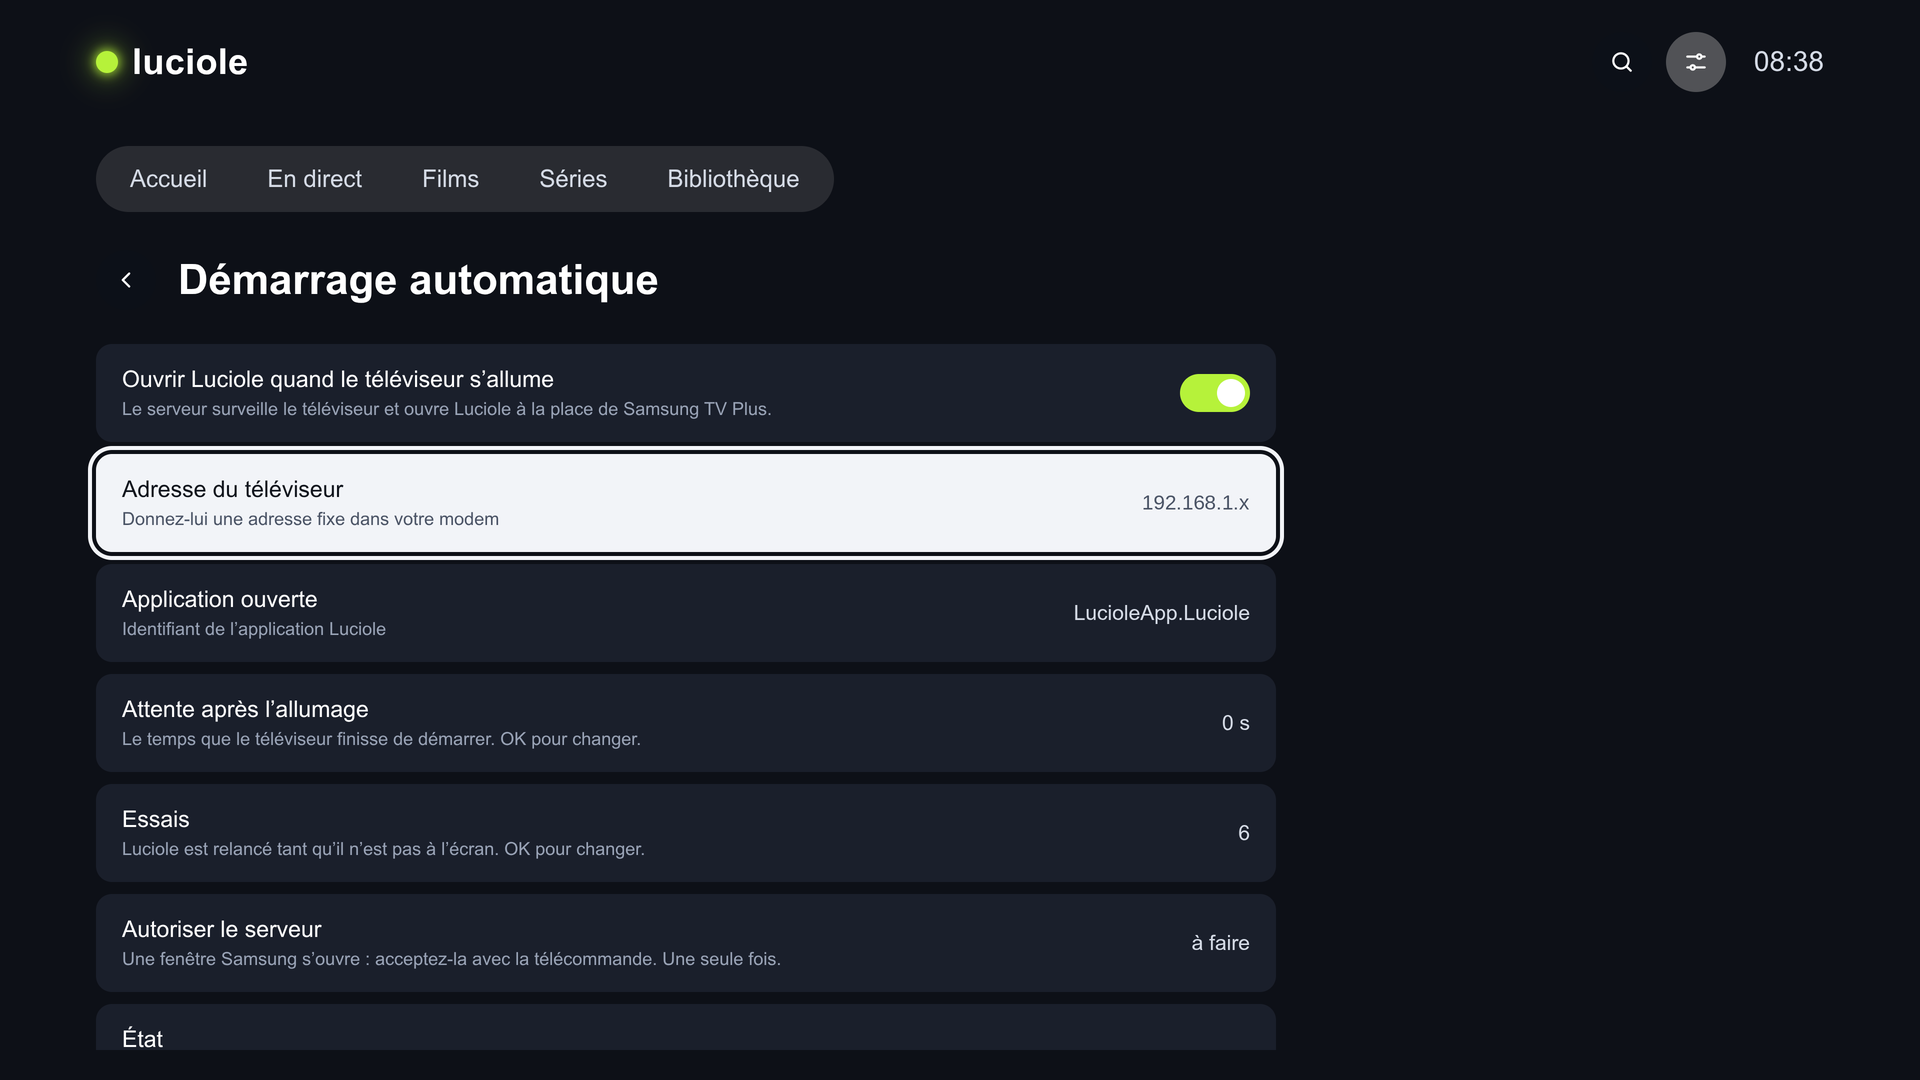 luciole
08:38
Accueil
En direct
Films
Séries
Bibliothèque
Démarrage automatique
Ouvrir Luciole quand le téléviseur s’allume
Le serveur surveille le téléviseur et ouvre Luciole à la place de Samsung TV Plus.
Adresse du téléviseur
Donnez-lui une adresse fixe dans votre modem
192.168.1.x
Application ouverte
Identifiant de l’application Luciole
LucioleApp.Luciole
Attente après l’allumage
Le temps que le téléviseur finisse de démarrer. OK pour changer.
0 s
Essais
Luciole est relancé tant qu’il n’est pas à l’écran. OK pour changer.
6
Autoriser le serveur
Une fenêtre Samsung s’ouvre : acceptez-la avec la télécommande. Une seule fois.
à faire
État